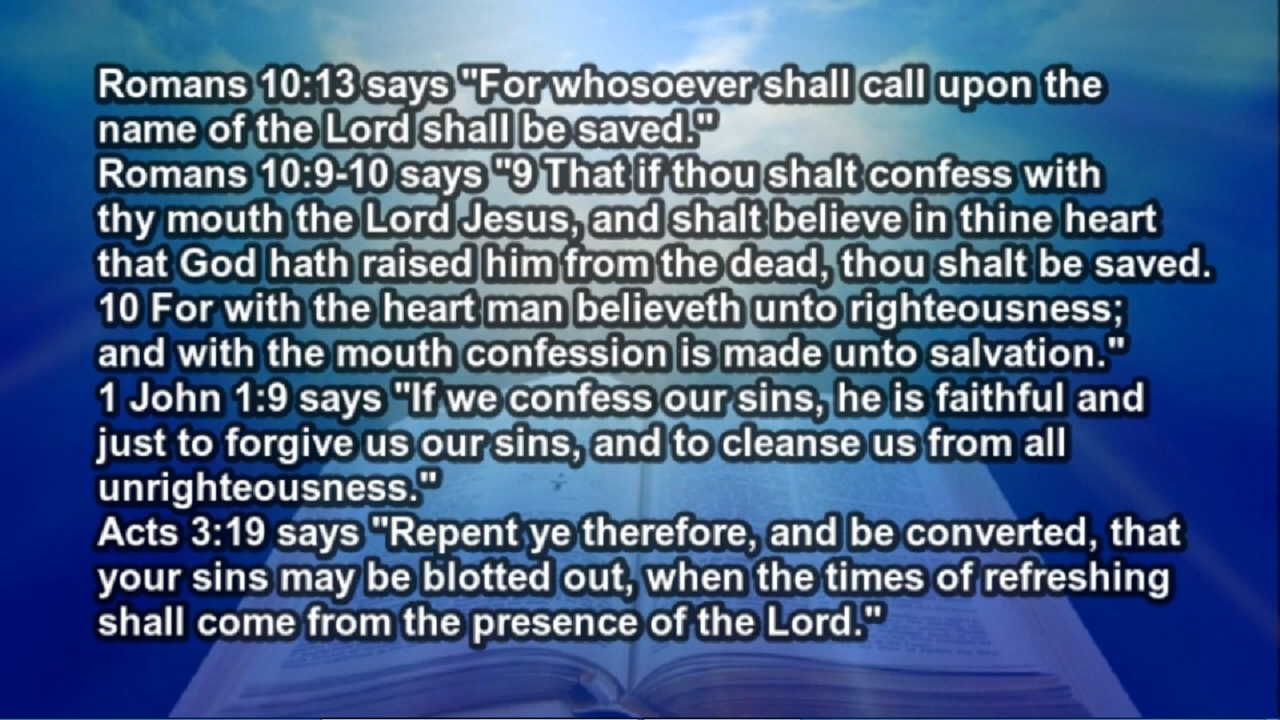 Romans 10:13 says "For whosoever shall call upon the
name of the Lord shall be saved."
Romans 10:9-10 says "9 That if thou shalt confess with
thy mouth the Lord Jesus, and shalt believe in thine heart
that God hath raised him from the dead, thou shalt be saved.
10 For with the heart man believeth unto righteousness;
and with the mouth confession is made unto salvation."
1 John 1:9 says "If we confess our sins, he is faithful and
just to forgive us our sins, and to cleanse us from all
unrighteousness."
Acts 3:19 says "Repent ye therefore, and be converted, that
your sins may be blotted out, when the times of refreshing
shall come from the presence of the Lord."